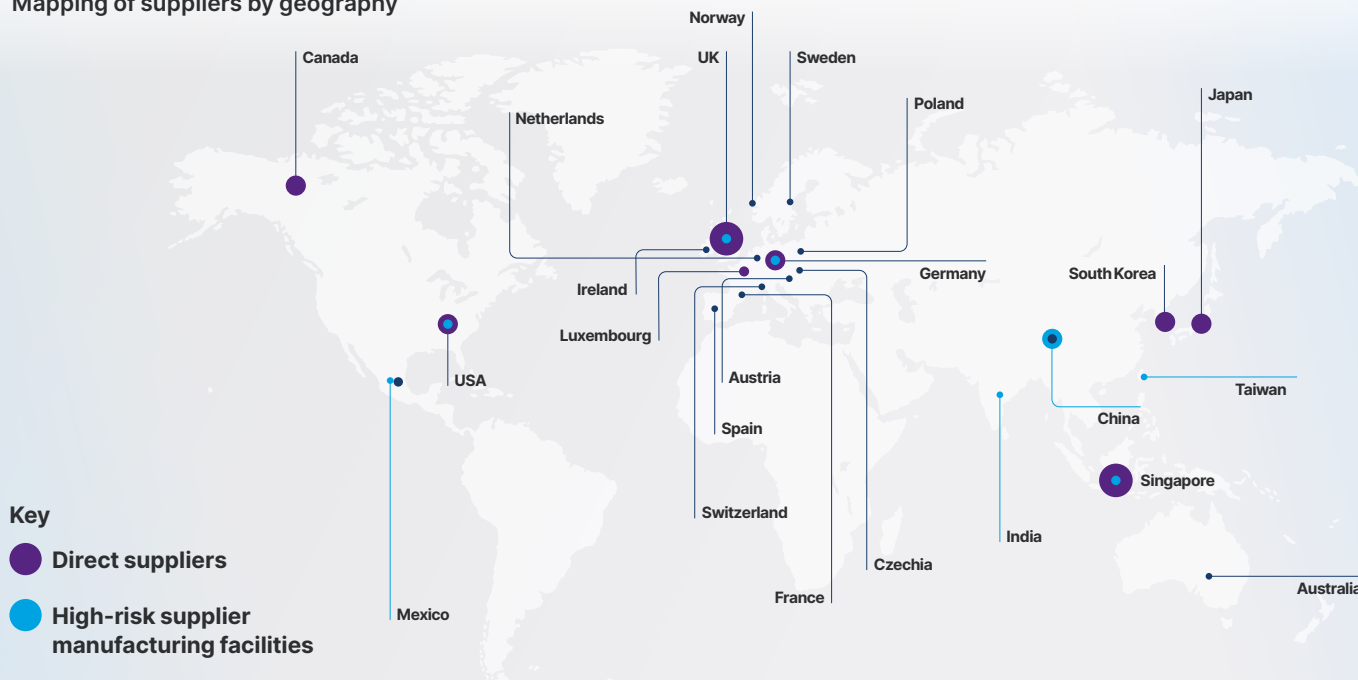 Mapping of suppliers by geography
Norway
Canada
UK
Sweden
Japan
Poland
Netherlands
Germany
South Korea
Ireland
Luxembourg
USA
Austria
Taiwan
China
Spain
Singapore
Switzerland
India
Czechia
Australia
France
Mexico
Key
Direct suppliers
High-risk supplier
manufacturing facilities